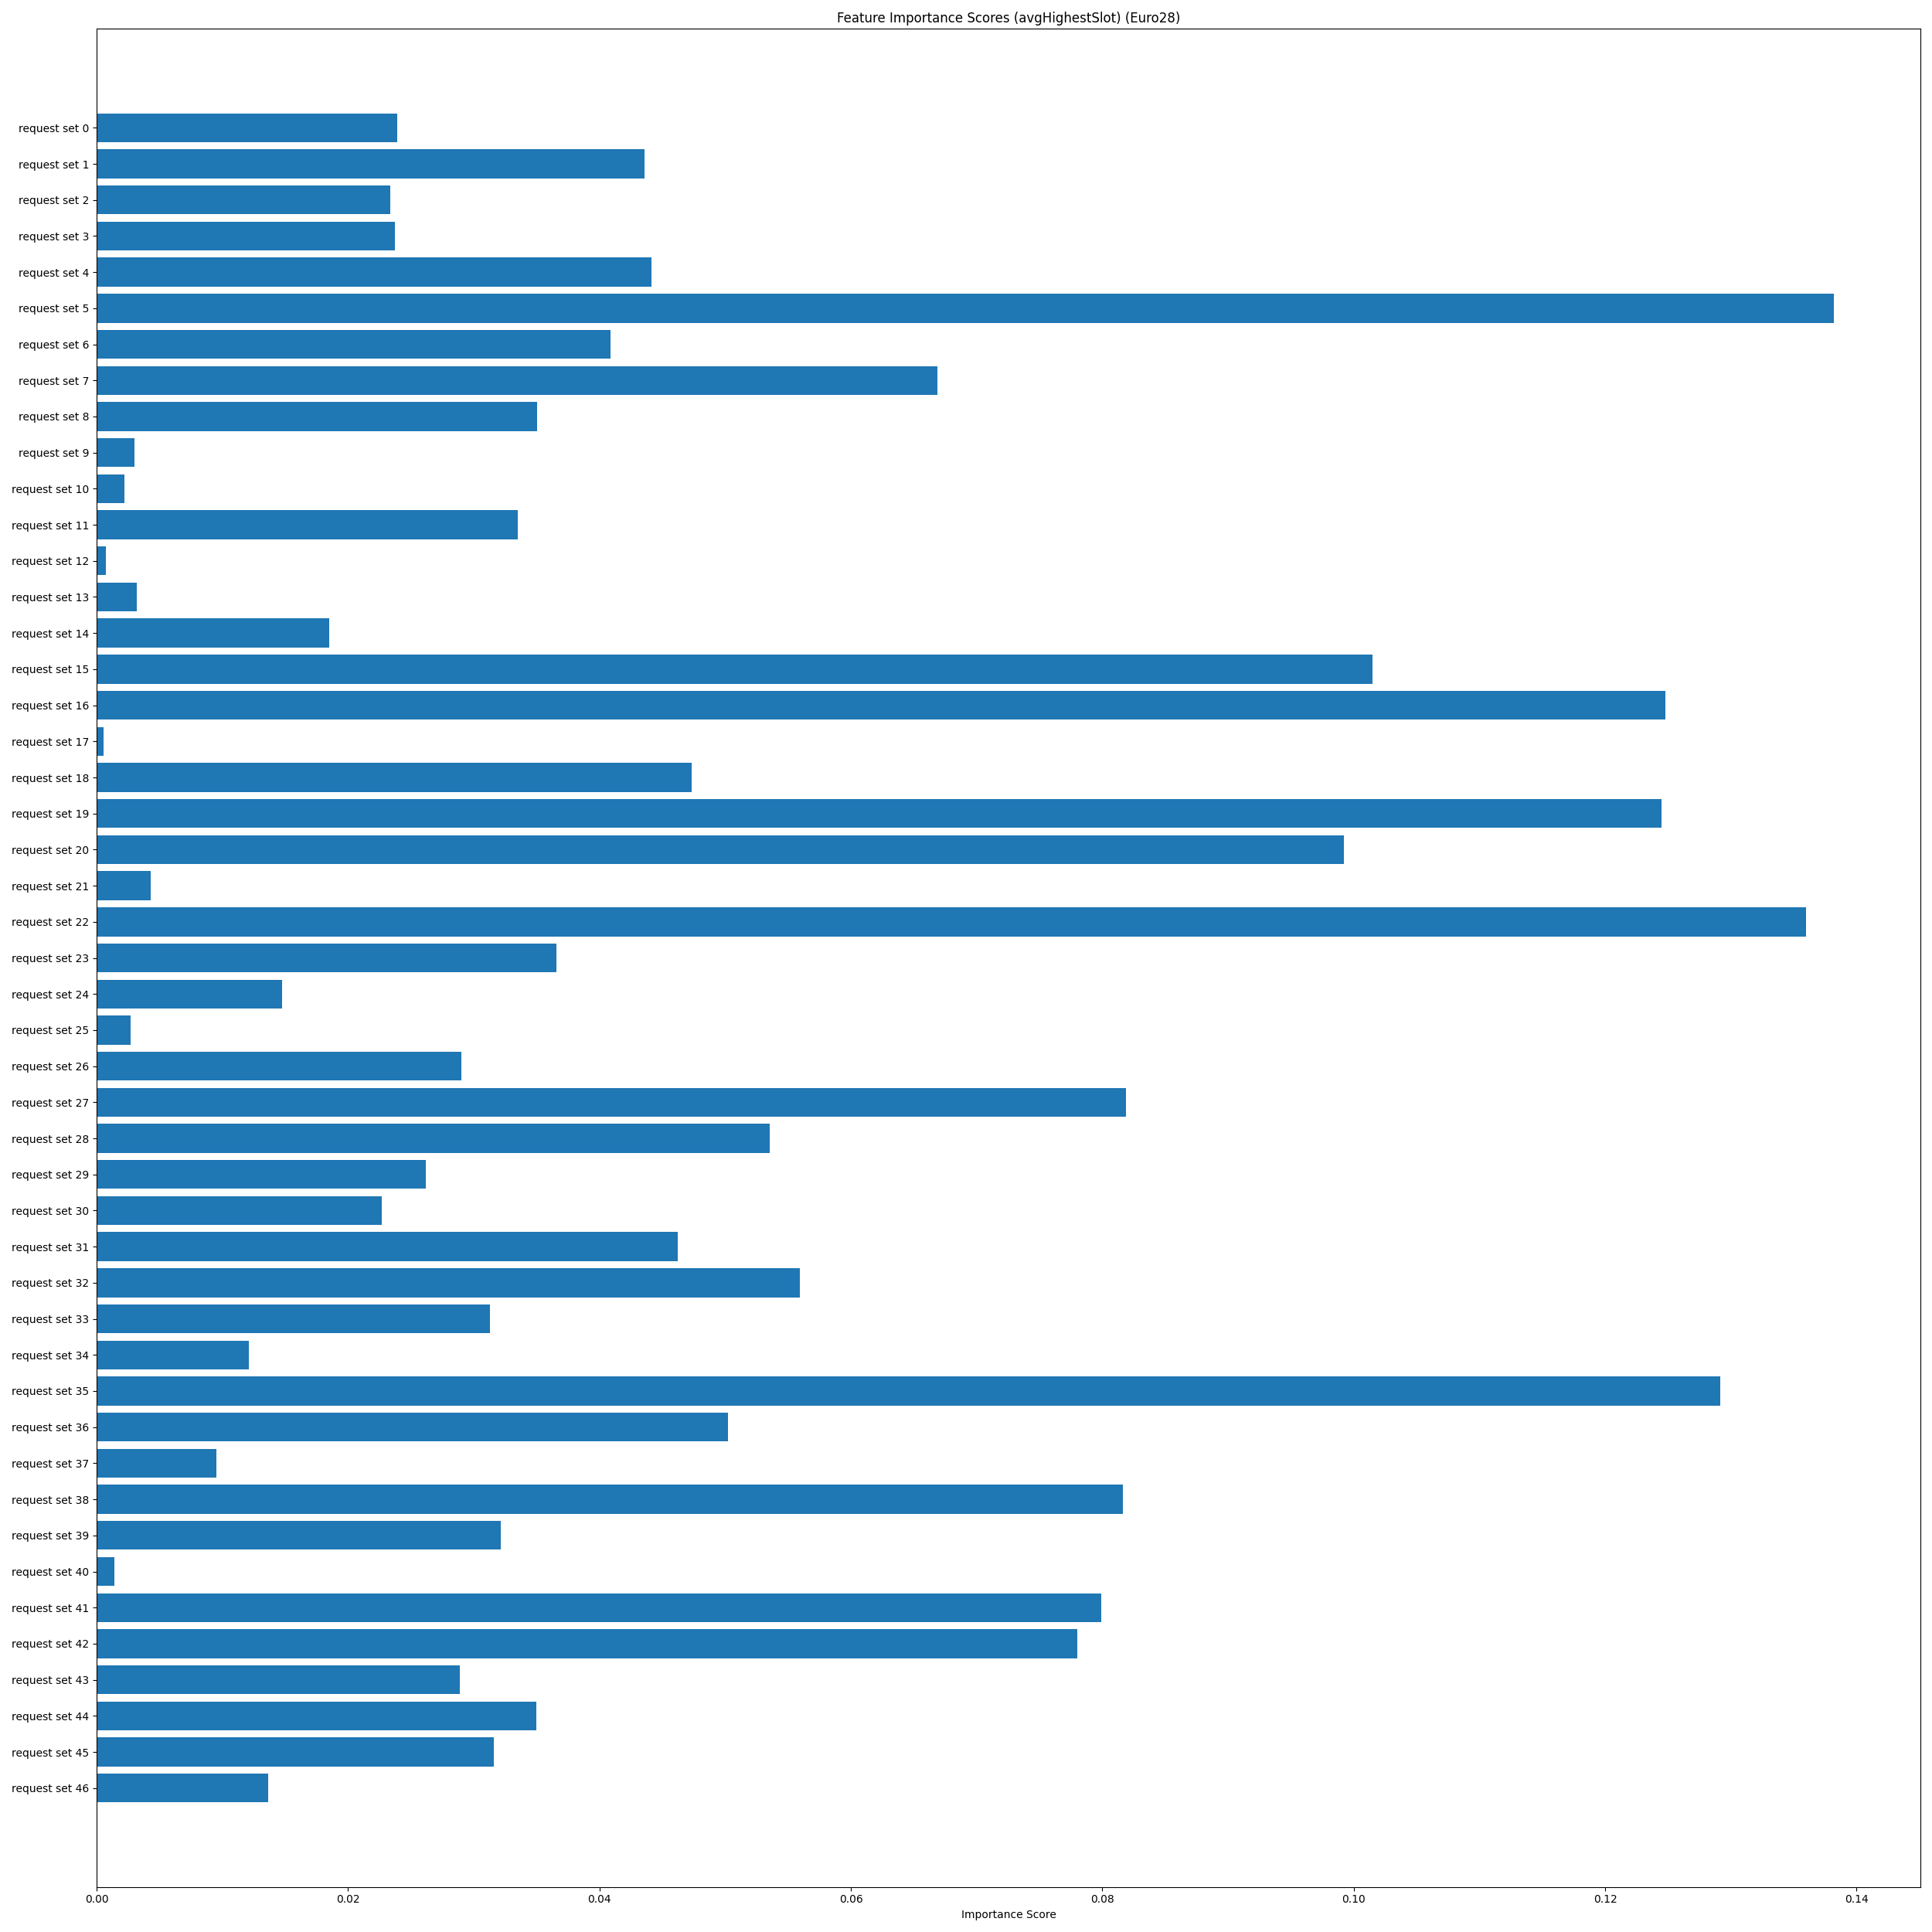 Feature Importance Scores (avgHighestSlot) (Euro28)
request set 0
request set 1
request set 2
request set 3
request set 4
request set 5
request set 6
request set 7
request set 8
request set 9
request set 10
request set 11
request set 12
request set 13
request set 14
request set 15
request set 16
request set 17
request set 18
request set 19
request set 20
request set 21
request set 22
request set 23
request set 24
request set 25
request set 26
request set 27
request set 28
request set 29
request set 30
request set 31
request set 32
request set 33
request set 34
request set 35
request set 36
request set 37
request set 38
request set 39
request set 40
request set 41
request set 42
request set 43
request set 44
request set 45
request set 46
0.00 0.02 0.04 0.06 0.08 0.10 0.12 0.14
Importance Score